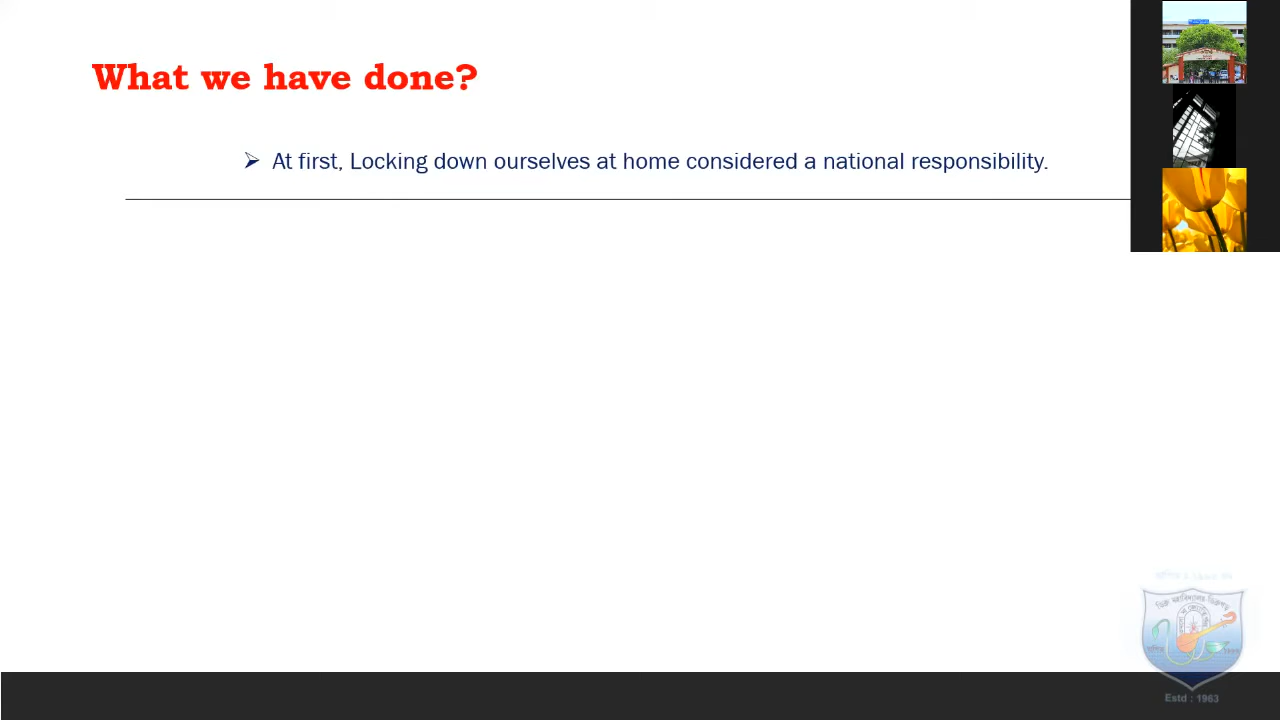 What we have done?
➢ At first, Locking down ourselves at home considered a national responsibility.
Estd : 1963